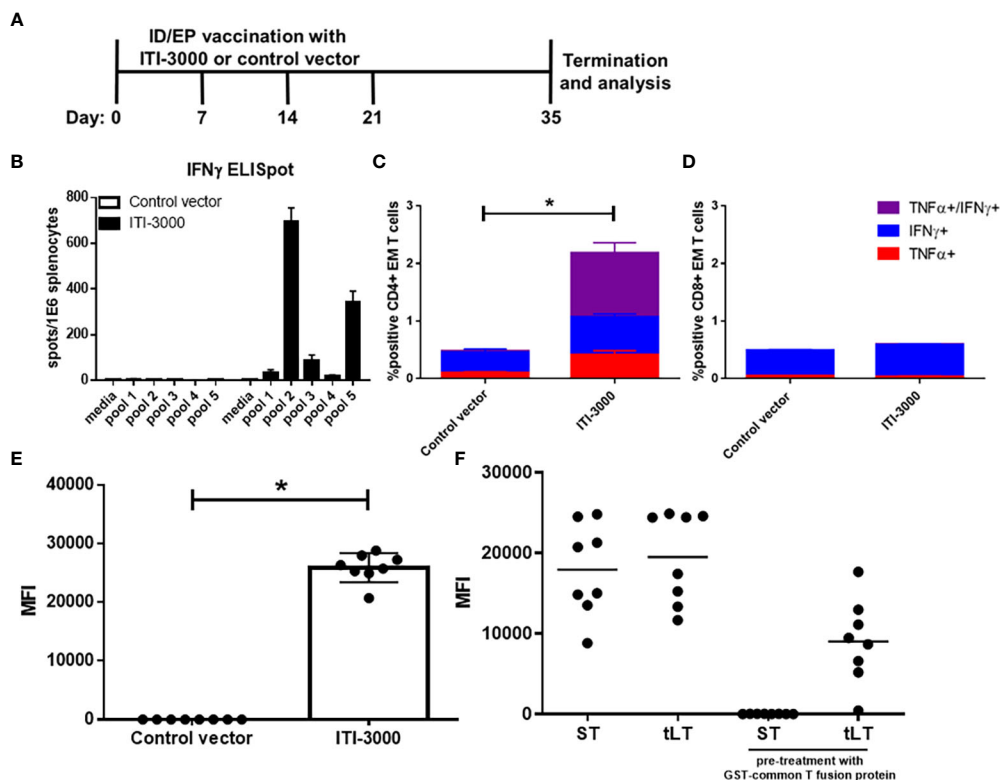 A
ID/EP vaccination with
ITI-3000 or control vector
Termination
and analysis
Day: 0 7 14 21 35
B
IFNγ ELISpot
Control vector
ITI-3000
spots/1E6 splenocytes
800
600
400
200
0
media pool 1 pool 2 pool 3 pool 4 pool 5 media pool 1 pool 2 pool 3 pool 4 pool 5
C
%positive CD4+ EM T cells
3
2
1
0
*
Control vector ITI-3000
D
%positive CD8+ EM T cells
3
2
1
0
TNFα+/IFNγ+
IFNγ+
TNFα+
Control vector ITI-3000
E
MFI
40000
30000
20000
10000
0
*
Control vector ITI-3000
F
MFI
30000
20000
10000
0
ST tLT ST tLT
pre-treatment with
GST-common T fusion protein